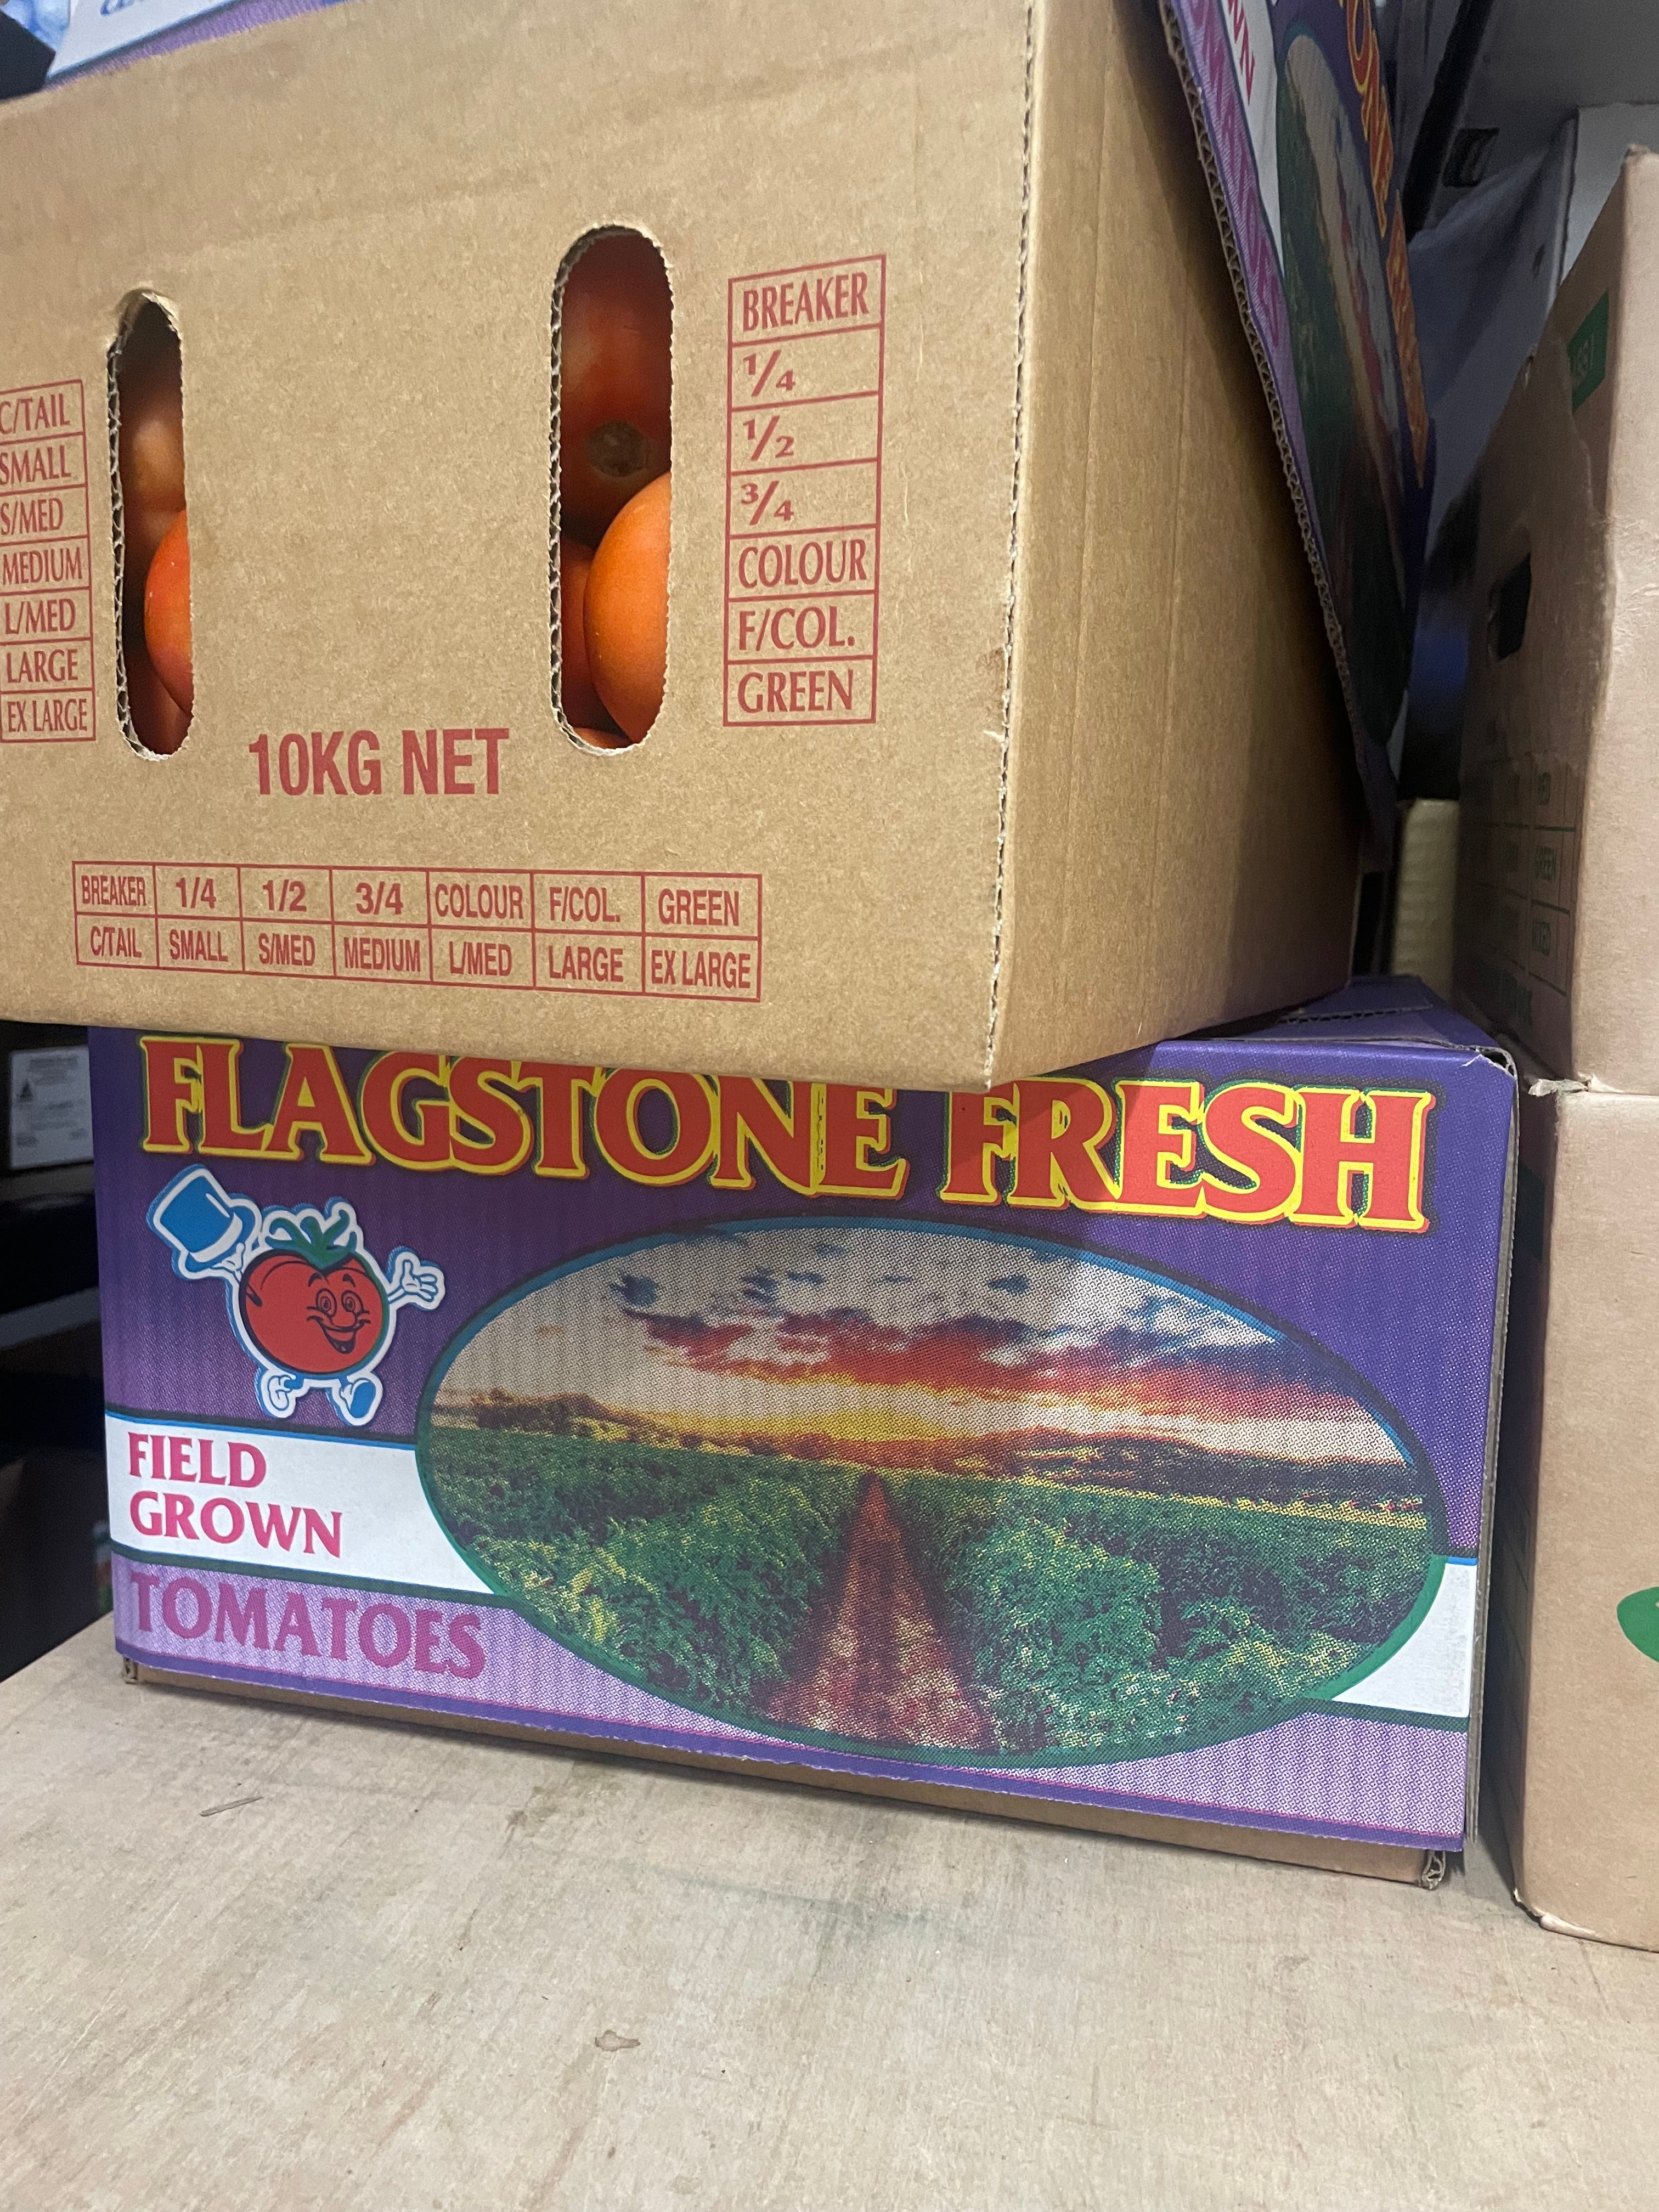 C/TAIL
SMALL
S/MED
MEDIUM
L/MED
LARGE
EX LARGE
BREAKER
1/4
1/2
3/4
COLOUR
F/COL.
GREEN
10KG NET
BREAKER 1/4 1/2 3/4 COLOUR F/COL. GREEN
C/TAIL SMALL S/MED MEDIUM L/MED LARGE EX LARGE
FLAGSTONE FRESH
FIELD
GROWN
TOMATOES
GREEN